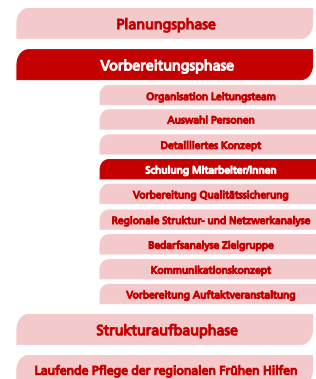 Planungsphase
Vorbereitungsphase
Organisation Leitungsteam
Auswahl Personen
Detailliertes Konzept
Schulung Mitarbeiter/innen
Vorbereitung Qualitätssicherung
Regionale Struktur- und Netzwerkanalyse
Bedarfsanalyse Zielgruppe
Kommunikationskonzept
Vorbereitung Auftaktveranstaltung
Strukturaufbauphase
Laufende Pflege der regionalen Frühen Hilfen